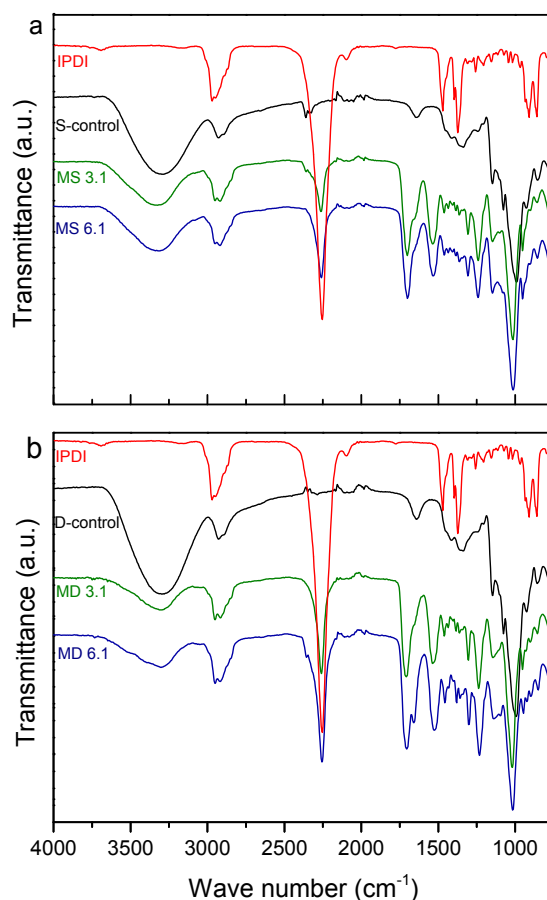 a
IPDI
S-control
MS 3.1
MS 6.1
Transmittance (a.u.)
b
IPDI
D-control
MD 3.1
MD 6.1
Transmittance (a.u.)
4000 3500 3000 2500 2000 1500 1000
Wave number (cm⁻¹)